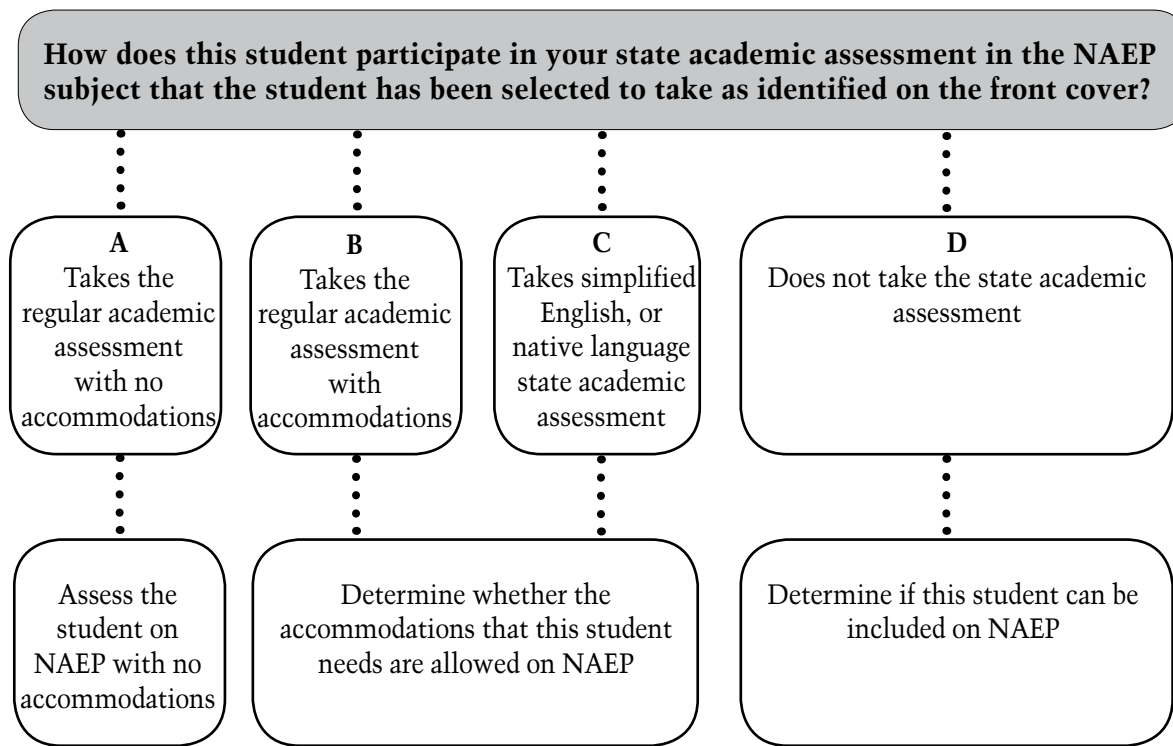 How does this student participate in your state academic assessment in the NAEP
subject that the student has been selected to take as identified on the front cover?
A
Takes the
regular academic
assessment
with no
accommodations
B
Takes the
regular academic
assessment
with
accommodations
C
Takes simplified
English, or
native language
state academic
assessment
D
Does not take the state academic
assessment
Assess the
student on
NAEP with no
accommodations
Determine whether the
accommodations that this student
needs are allowed on NAEP
Determine if this student can be
included on NAEP